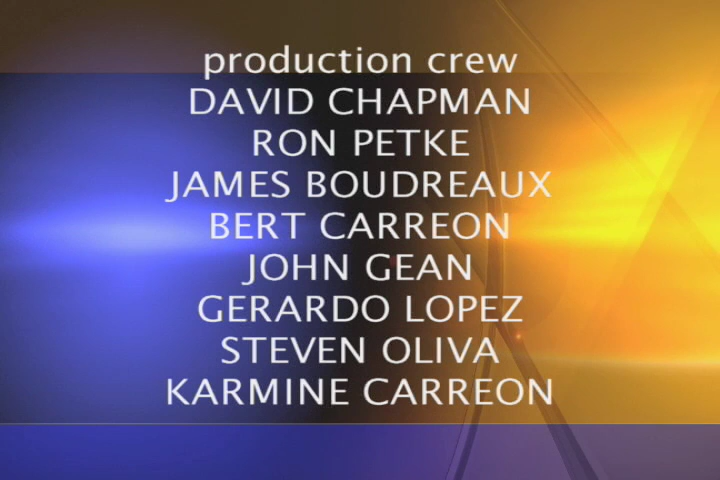 production crew
DAVID CHAPMAN
RON PETKE
JAMES BOUDREAUX
BERT CARREON
JOHN GEAN
GERARDO LOPEZ
STEVEN OLIVA
KARMINE CARREON